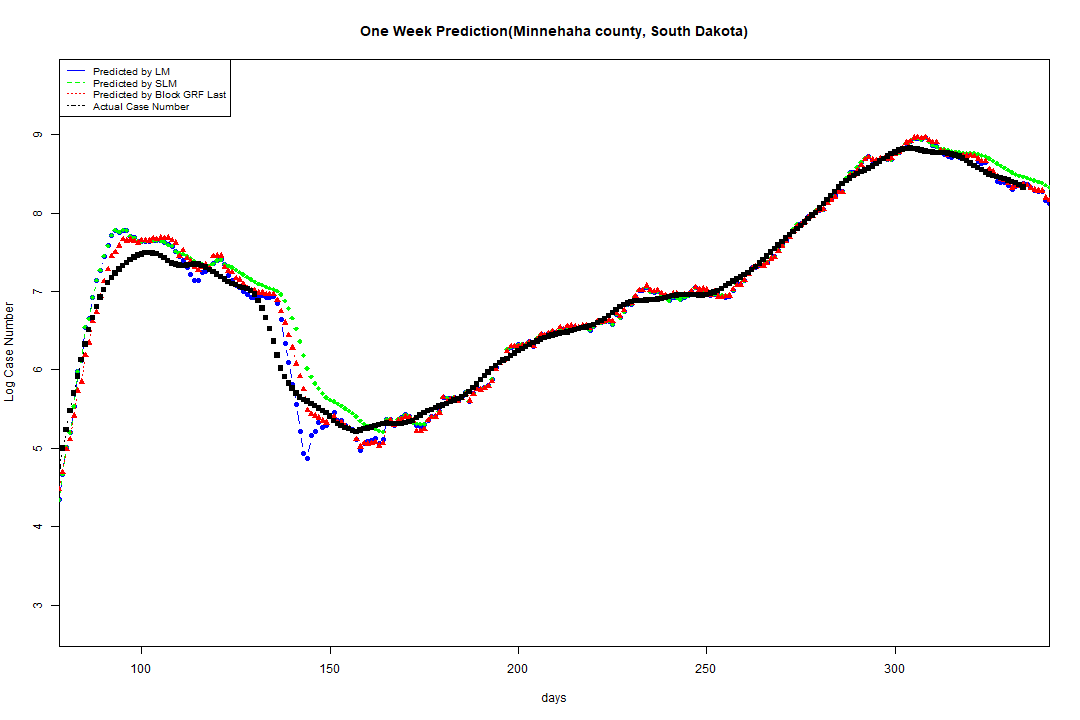 One Week Prediction(Minnehaha county, South Dakota)
Predicted by LM
Predicted by SLM
Predicted by Block GRF Last
Actual Case Number
9
8
7
6
5
4
3
Log Case Number
100 150 200 250 300
days